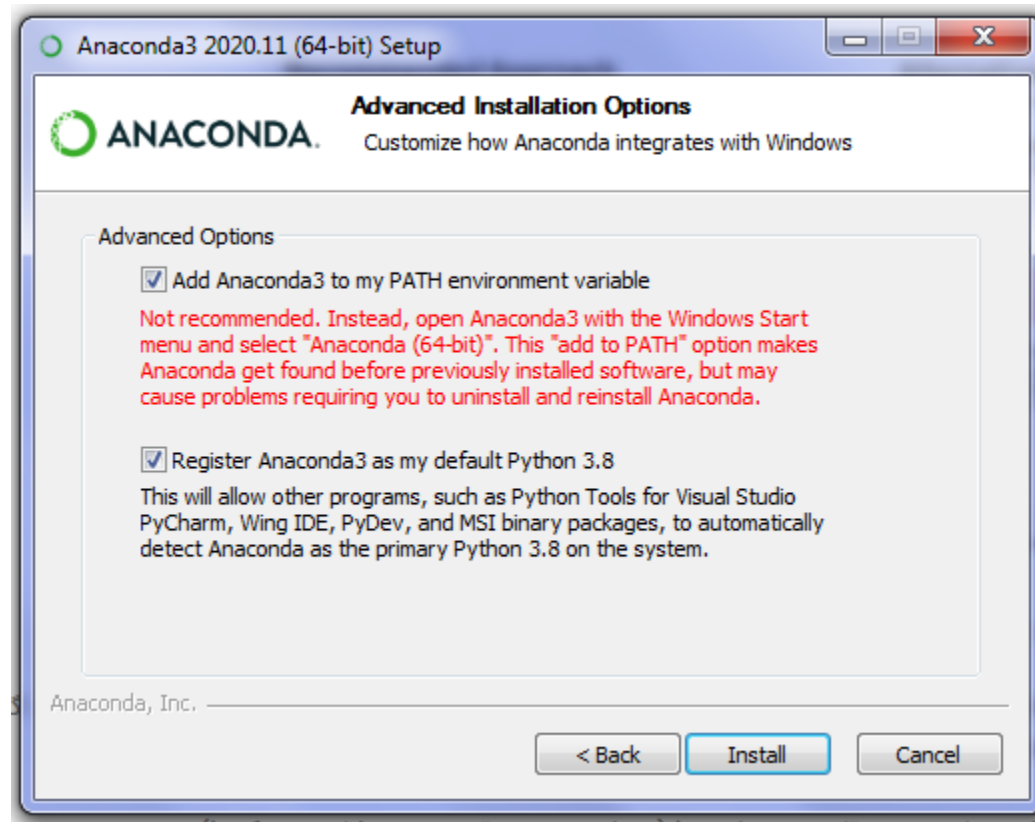 Anaconda3 2020.11 (64-bit) Setup
ANACONDA.
Advanced Installation Options
Customize how Anaconda integrates with Windows
Advanced Options
Add Anaconda3 to my PATH environment variable
Not recommended. Instead, open Anaconda3 with the Windows Start
menu and select "Anaconda (64-bit)". This "add to PATH" option makes
Anaconda get found before previously installed software, but may
cause problems requiring you to uninstall and reinstall Anaconda.
Register Anaconda3 as my default Python 3.8
This will allow other programs, such as Python Tools for Visual Studio
PyCharm, Wing IDE, PyDev, and MSI binary packages, to automatically
detect Anaconda as the primary Python 3.8 on the system.
Anaconda, Inc.
< Back Install Cancel